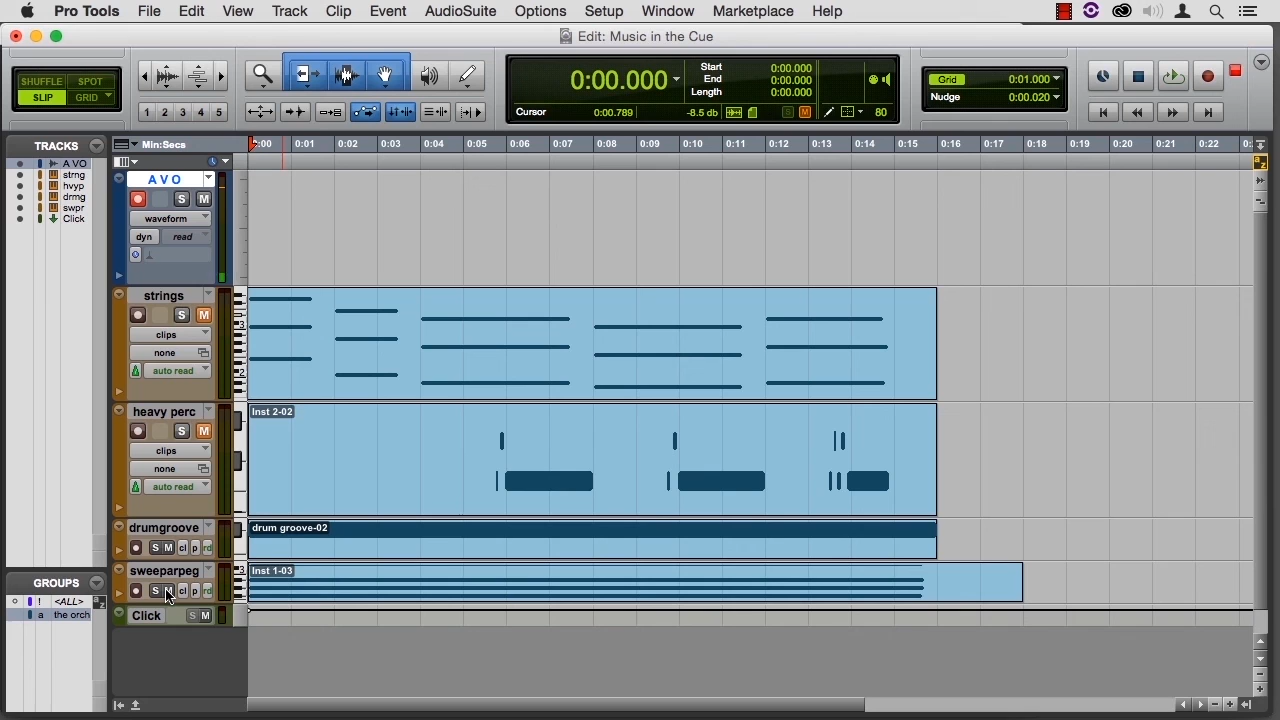 Pro Tools File Edit View Track Clip Event AudioSuite Options Setup Window Marketplace Help
Edit: Music in the Cue
SHUFFLE SPOT
SLIP GRID
1 2 3 4 5
0:00.000
Start 0:00.000
End 0:00.000
Length 0:00.000
Cursor 0:00.789 -8.5 db S M 80
Grid 0:01.000
Nudge 0:00.020
TRACKS
A VO
strng
hvyp
drmg
swpr
Click
Min:Secs
:00 0:01 0:02 0:03 0:04 0:05 0:06 0:07 0:08 0:09 0:10 0:11 0:12 0:13 0:14 0:15 0:16 0:17 0:18 0:19 0:20 0:21 0:22 0:
a z
A V O
S M
waveform
dyn read
strings
S M
clips
none
auto read
3
2
heavy perc
S M
clips
none
auto read
Inst 2-02
drumgroove
S M cl p rd
drum groove-02
sweeparpeg
S M cl p rd
3
Inst 1-03
Click
S M
GROUPS
! <ALL>
a z
a the orch